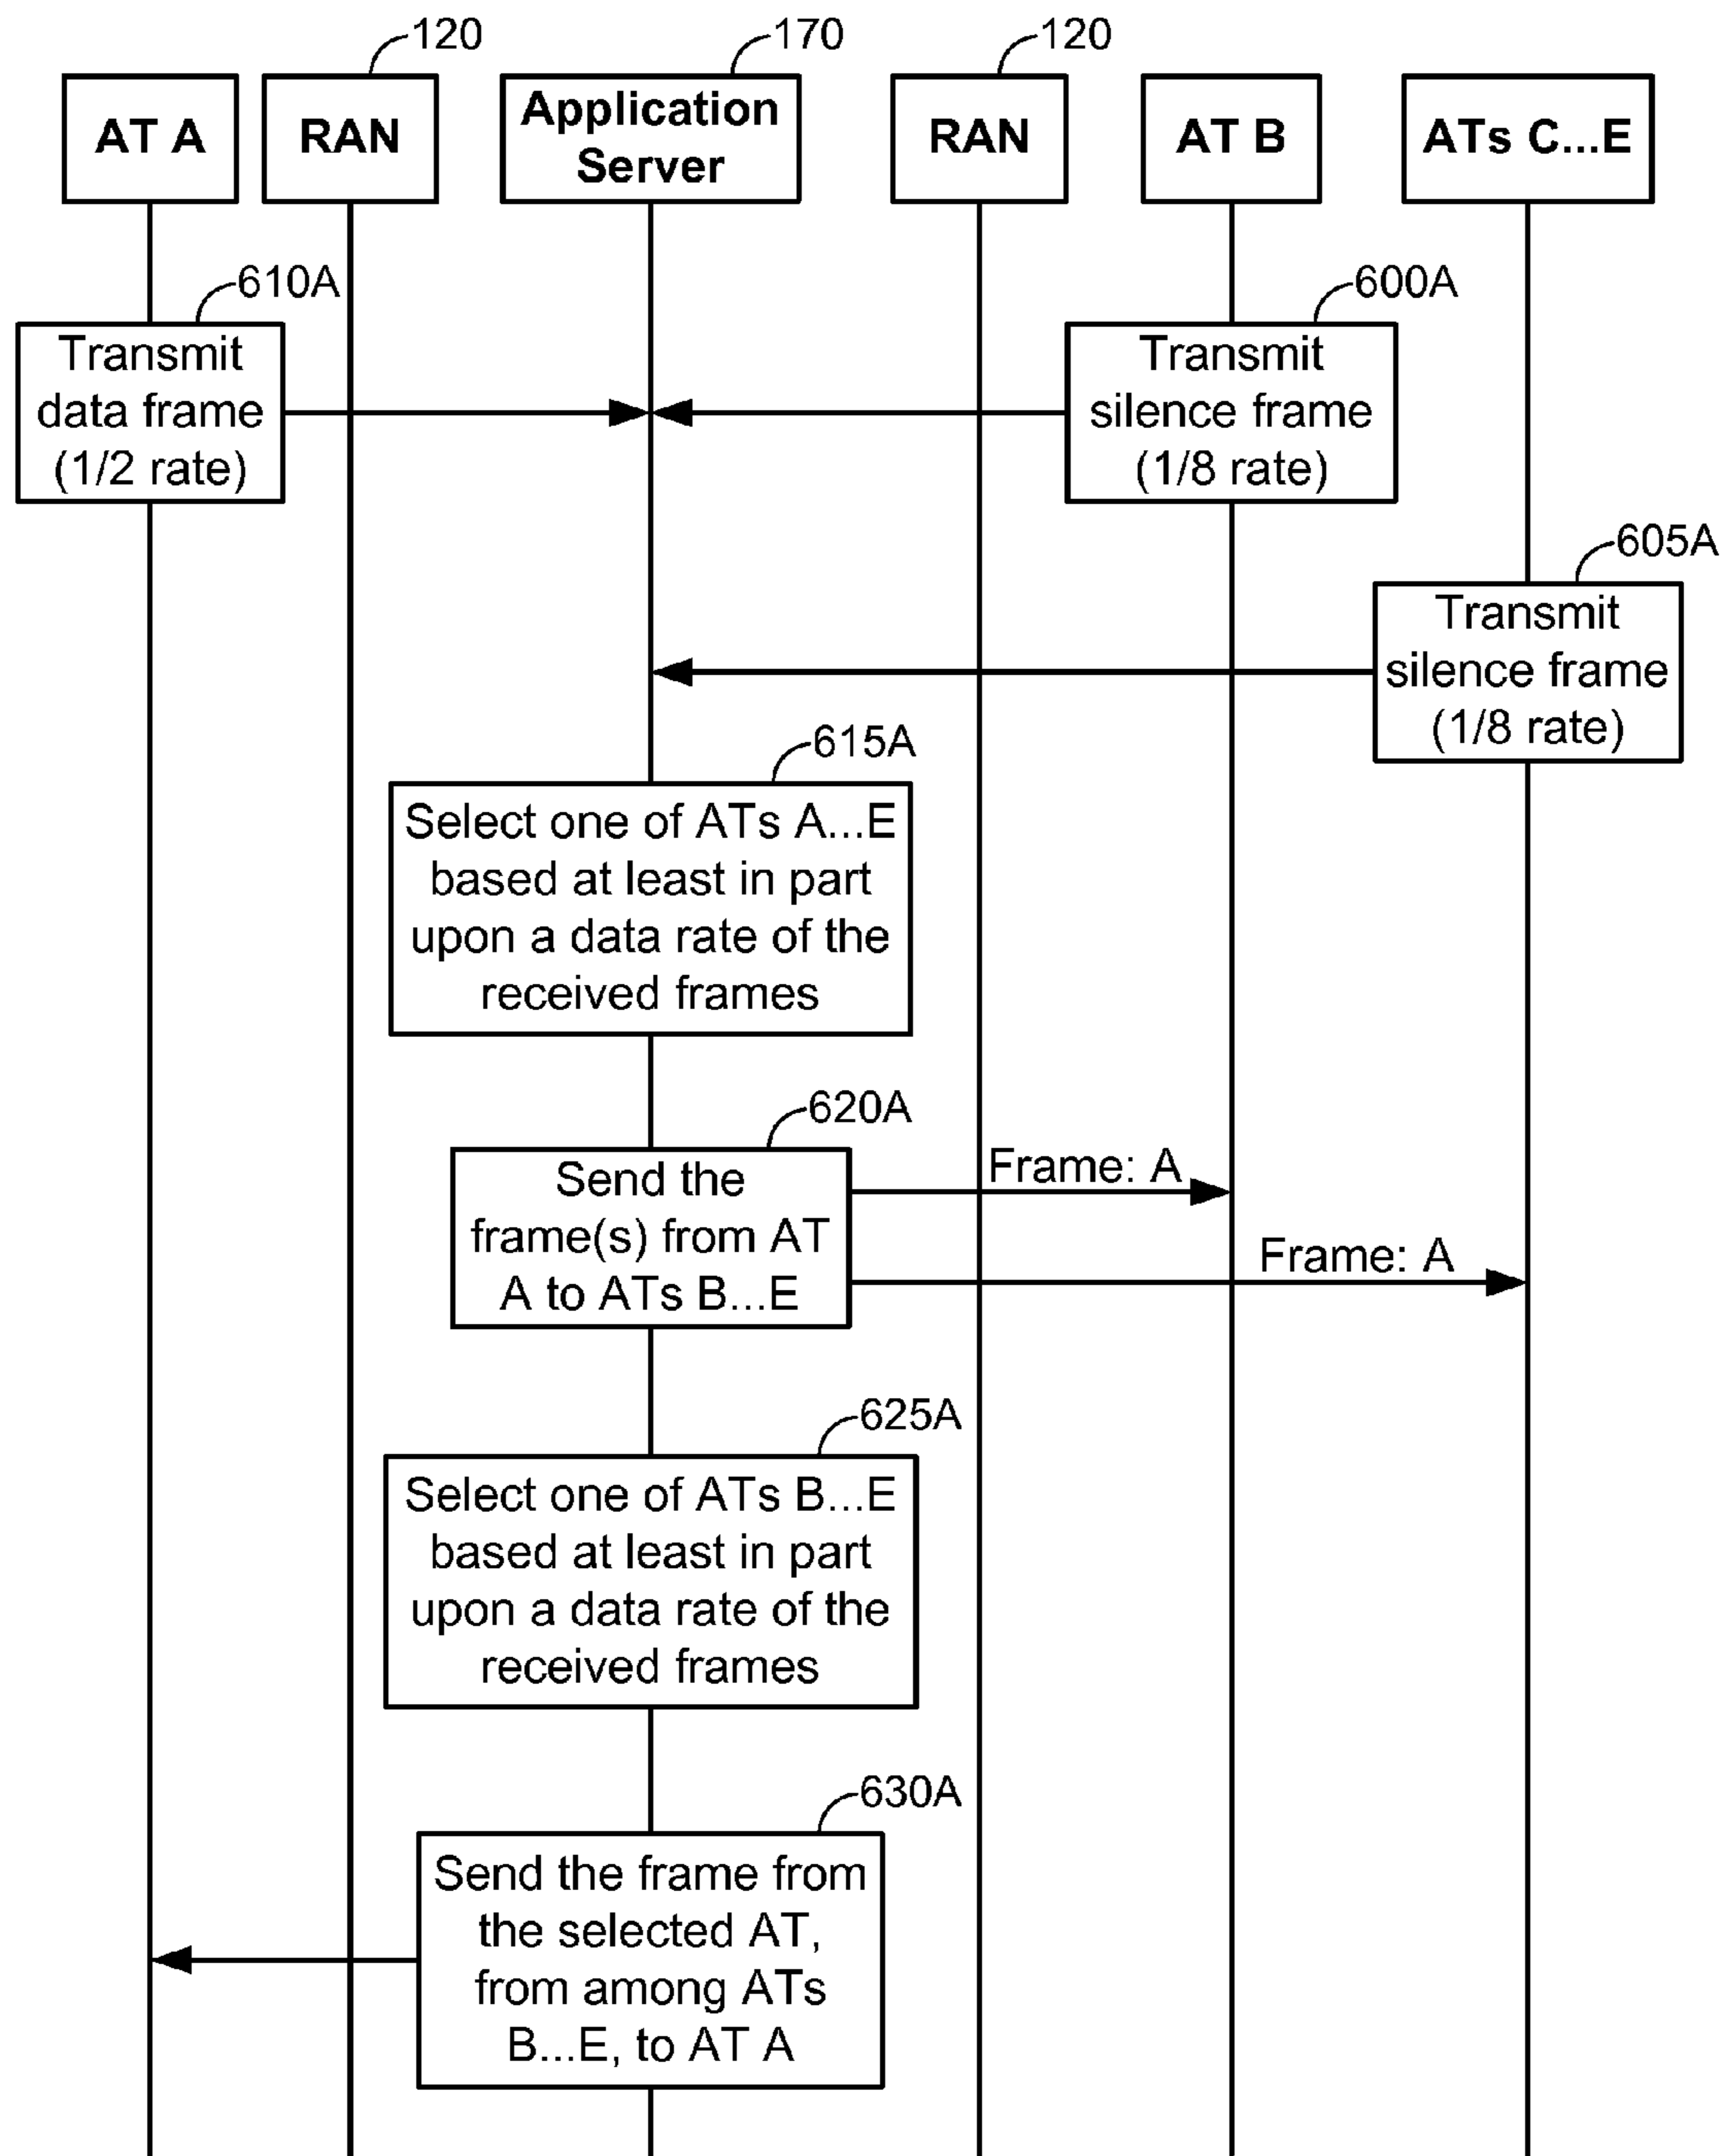 120
170
120
AT A
RAN
Application
Server
RAN
AT B
ATs C...E
610A
600A
Transmit
data frame
(1/2 rate)
Transmit
silence frame
(1/8 rate)
605A
Transmit
silence frame
(1/8 rate)
615A
Select one of ATs A...E
based at least in part
upon a data rate of the
received frames
620A
Send the
frame(s) from AT
A to ATs B...E
Frame: A
Frame: A
625A
Select one of ATs B...E
based at least in part
upon a data rate of the
received frames
630A
Send the frame from
the selected AT,
from among ATs
B...E, to AT A